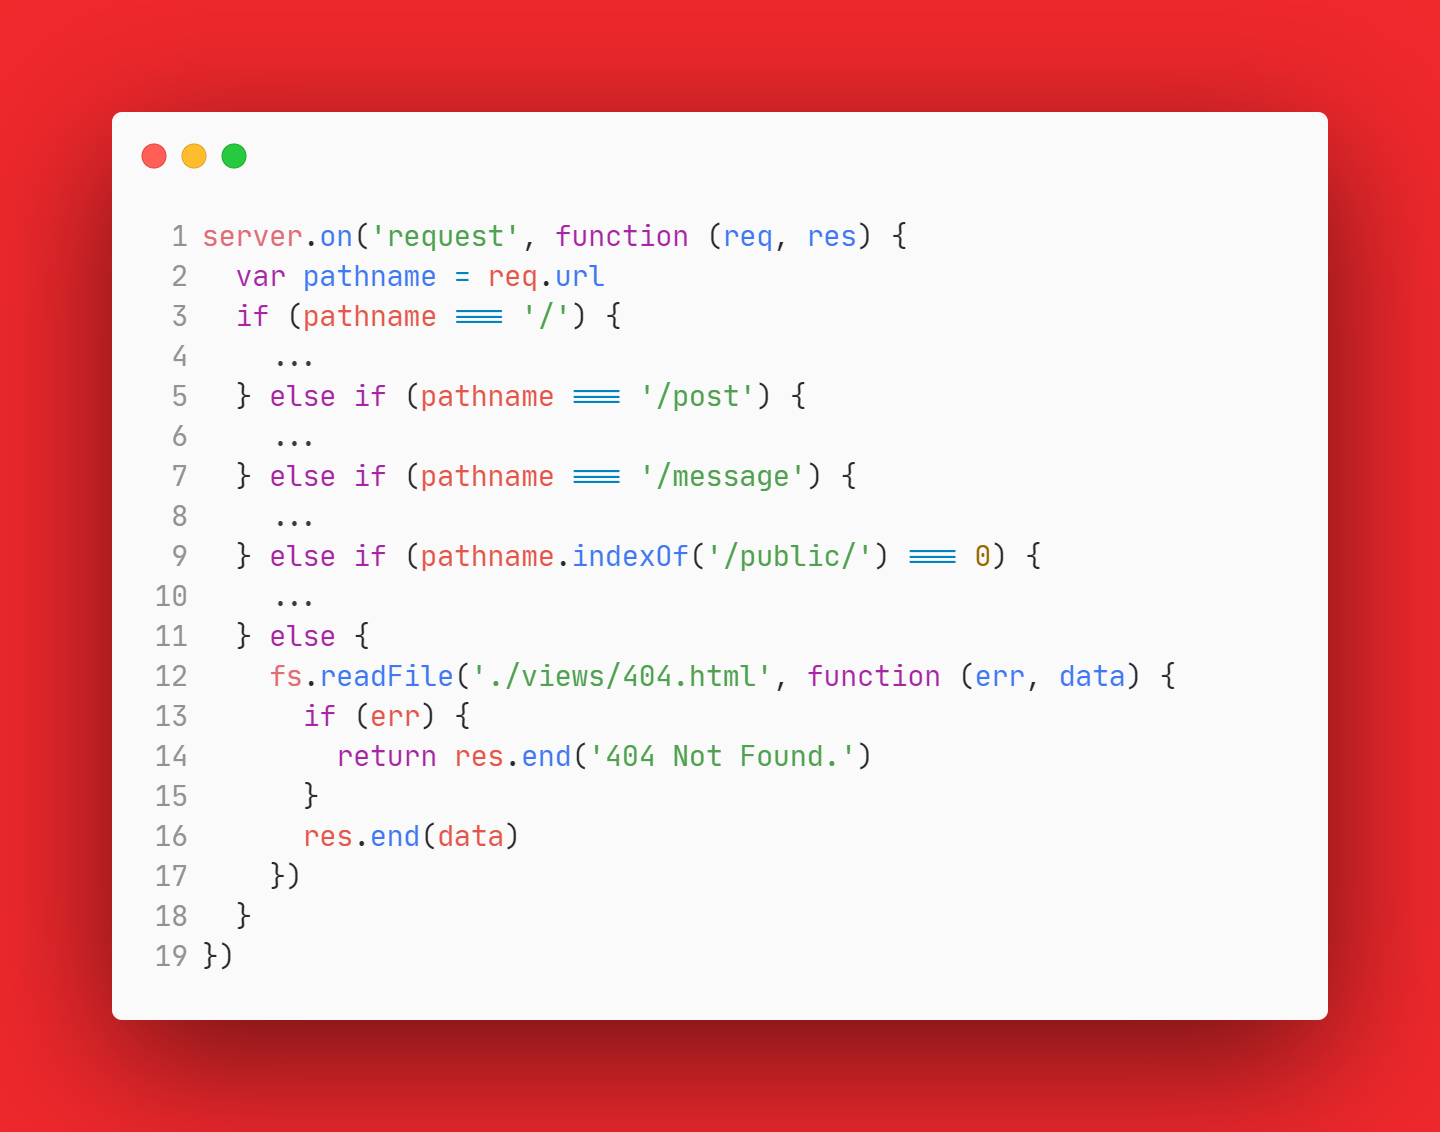 1 server.on('request', function (req, res) {
2   var pathname = req.url
3   if (pathname === '/') {
4     ...
5   } else if (pathname === '/post') {
6     ...
7   } else if (pathname === '/message') {
8     ...
9   } else if (pathname.indexOf('/public/') === 0) {
10     ...
11   } else {
12     fs.readFile('./views/404.html', function (err, data) {
13       if (err) {
14         return res.end('404 Not Found.')
15       }
16       res.end(data)
17     })
18   }
19 })